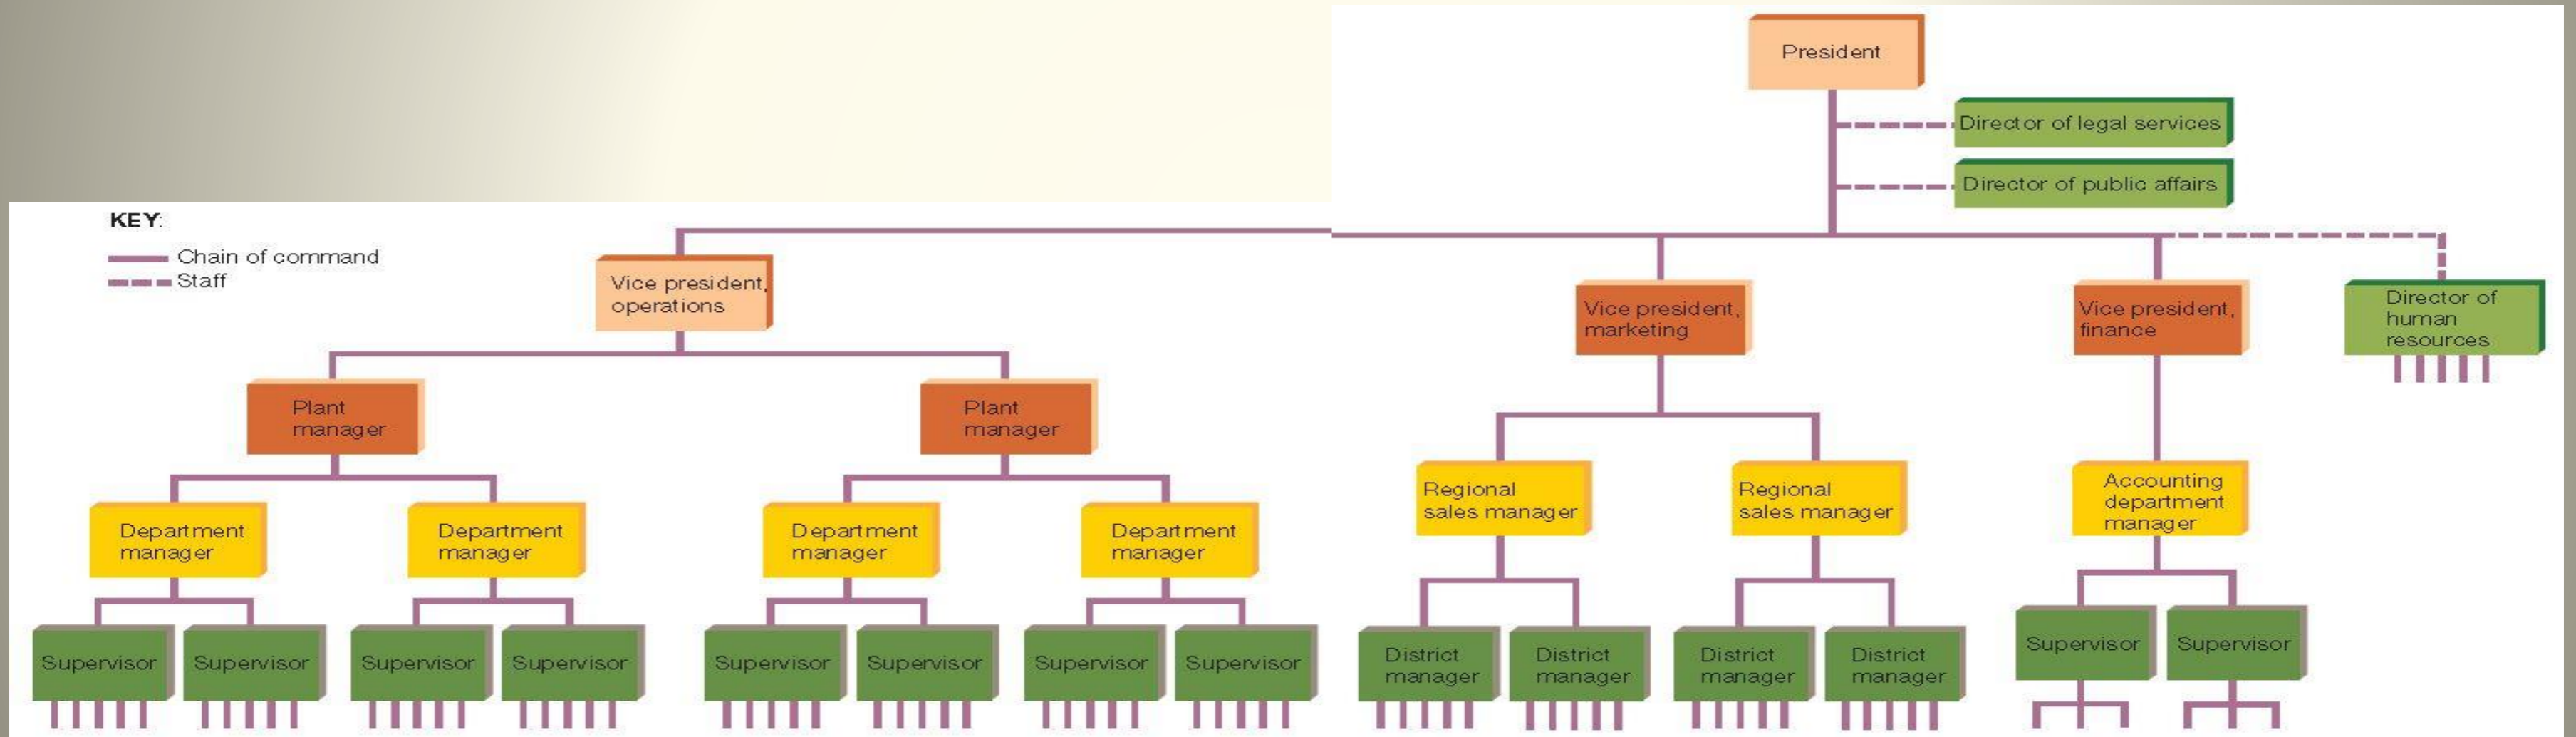 President
Director of legal services
Director of public affairs
KEY:
Chain of command
Staff
Vice president,
operations
Vice president,
marketing
Vice president,
finance
Director of
human
resources
Plant
manager
Plant
manager
Regional
sales manager
Regional
sales manager
Accounting
department
manager
Department
manager
Department
manager
Department
manager
Department
manager
Supervisor
Supervisor
Supervisor
Supervisor
Supervisor
Supervisor
Supervisor
Supervisor
District
manager
District
manager
District
manager
District
manager
Supervisor
Supervisor